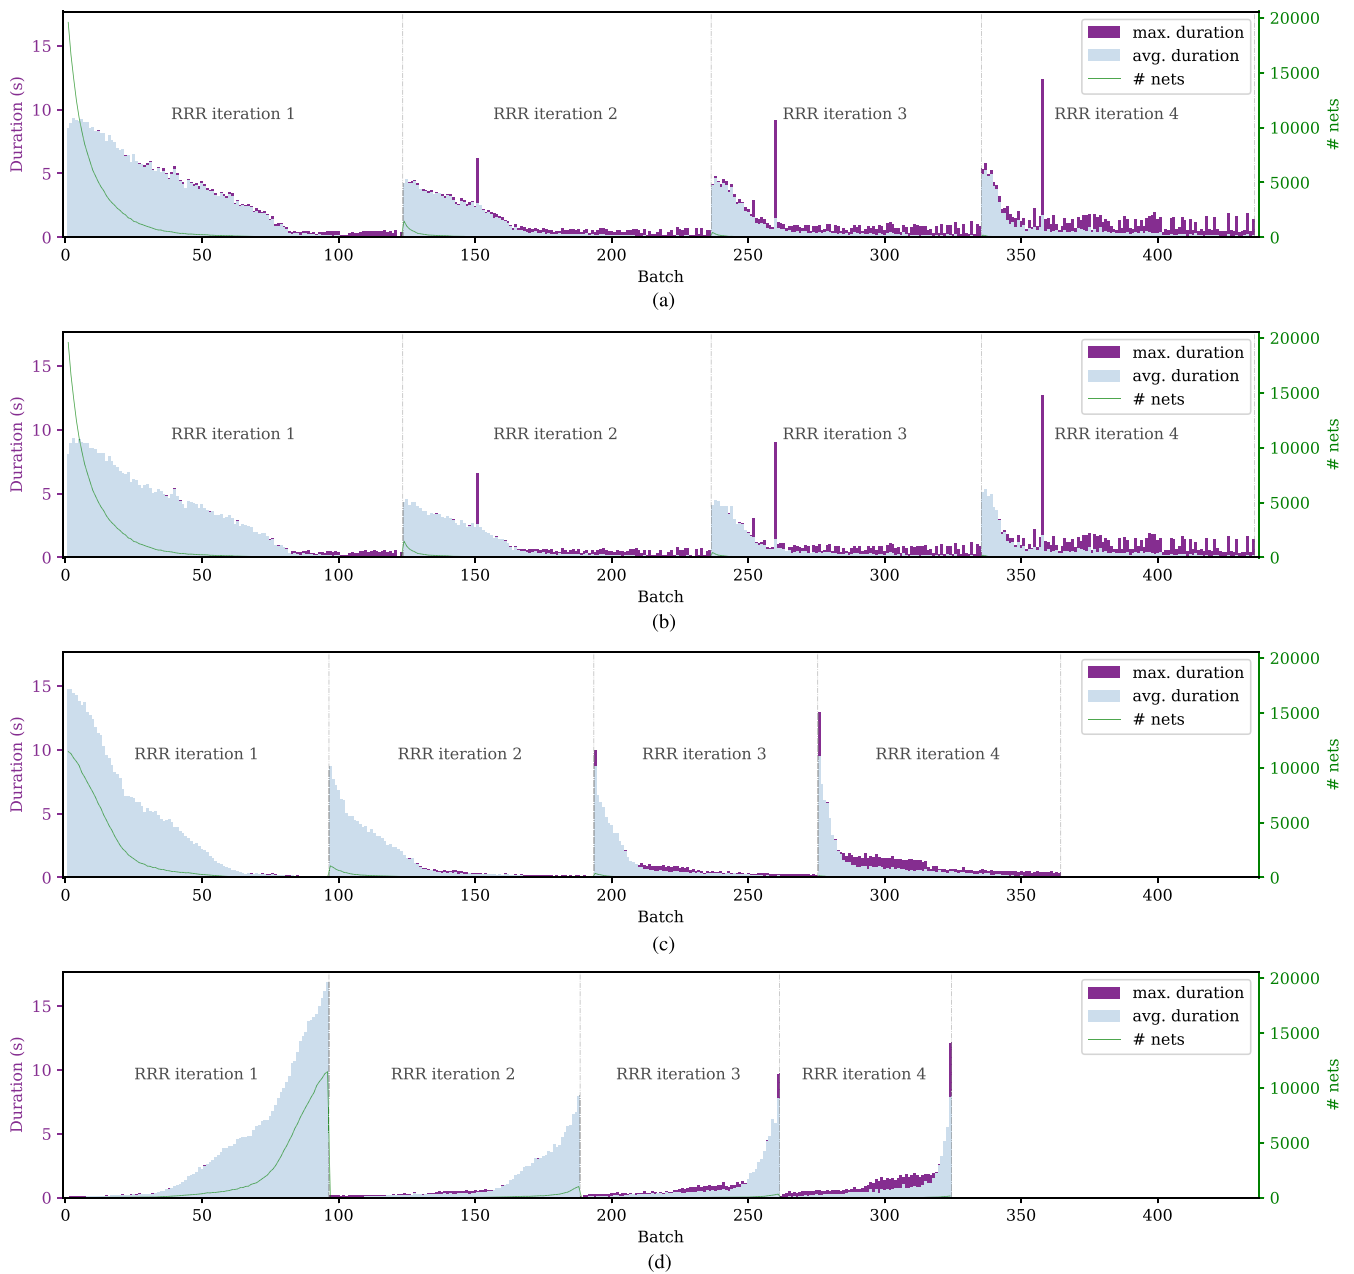 max. duration
avg. duration
# nets
RRR iteration 1
RRR iteration 2
RRR iteration 3
RRR iteration 4
Duration (s)
# nets
15
10
5
0
20000
15000
10000
5000
0
0 50 100 150 200 250 300 350 400
Batch
(a)
max. duration
avg. duration
# nets
RRR iteration 1
RRR iteration 2
RRR iteration 3
RRR iteration 4
Duration (s)
# nets
15
10
5
0
20000
15000
10000
5000
0
0 50 100 150 200 250 300 350 400
Batch
(b)
max. duration
avg. duration
# nets
RRR iteration 1
RRR iteration 2
RRR iteration 3
RRR iteration 4
Duration (s)
# nets
15
10
5
0
20000
15000
10000
5000
0
0 50 100 150 200 250 300 350 400
Batch
(c)
max. duration
avg. duration
# nets
RRR iteration 1
RRR iteration 2
RRR iteration 3
RRR iteration 4
Duration (s)
# nets
15
10
5
0
20000
15000
10000
5000
0
0 50 100 150 200 250 300 350 400
Batch
(d)